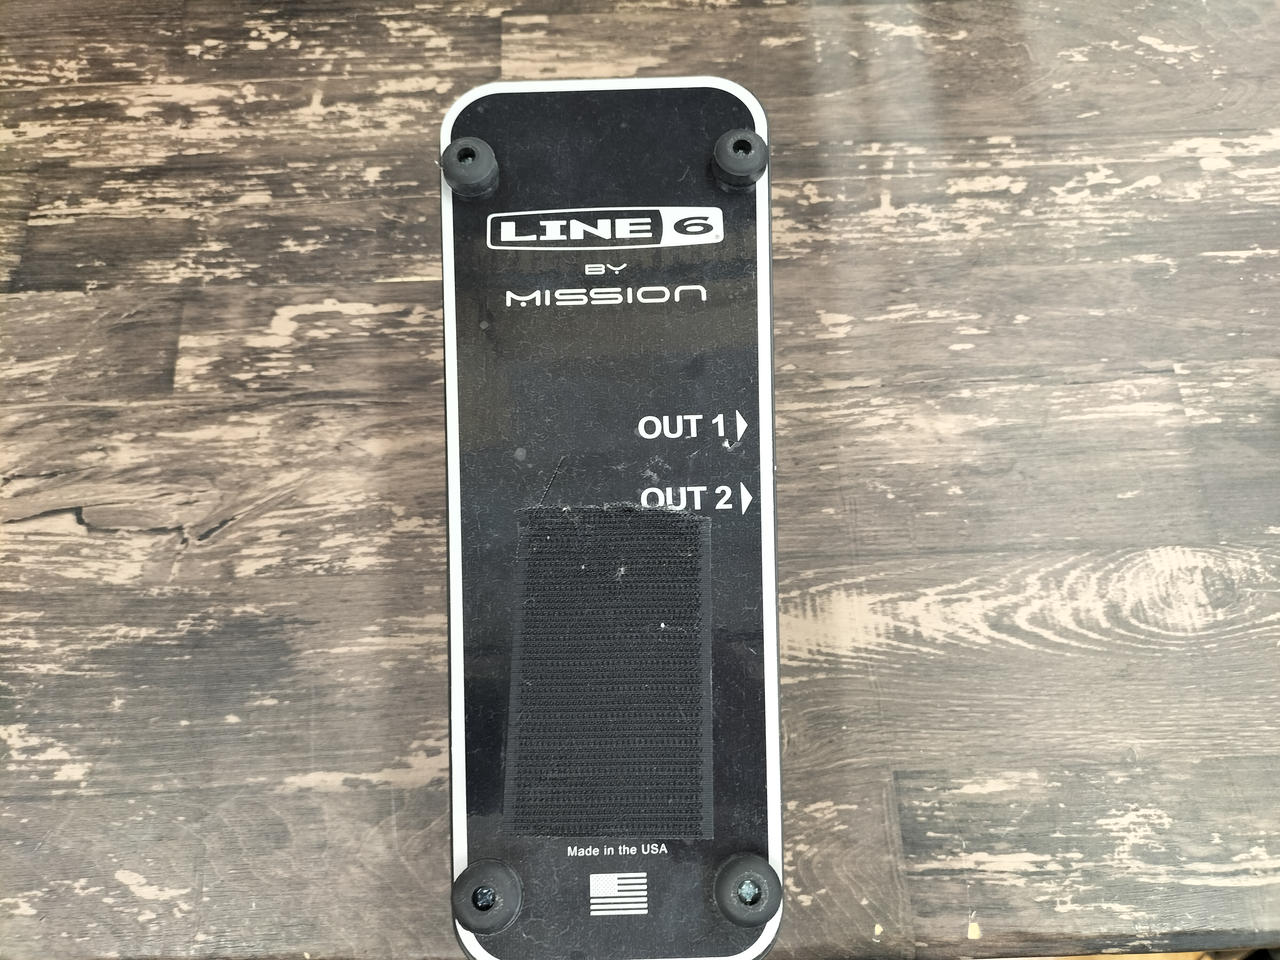 LINE 6
BY
MISSION
OUT 1
OUT 2
Made in the USA